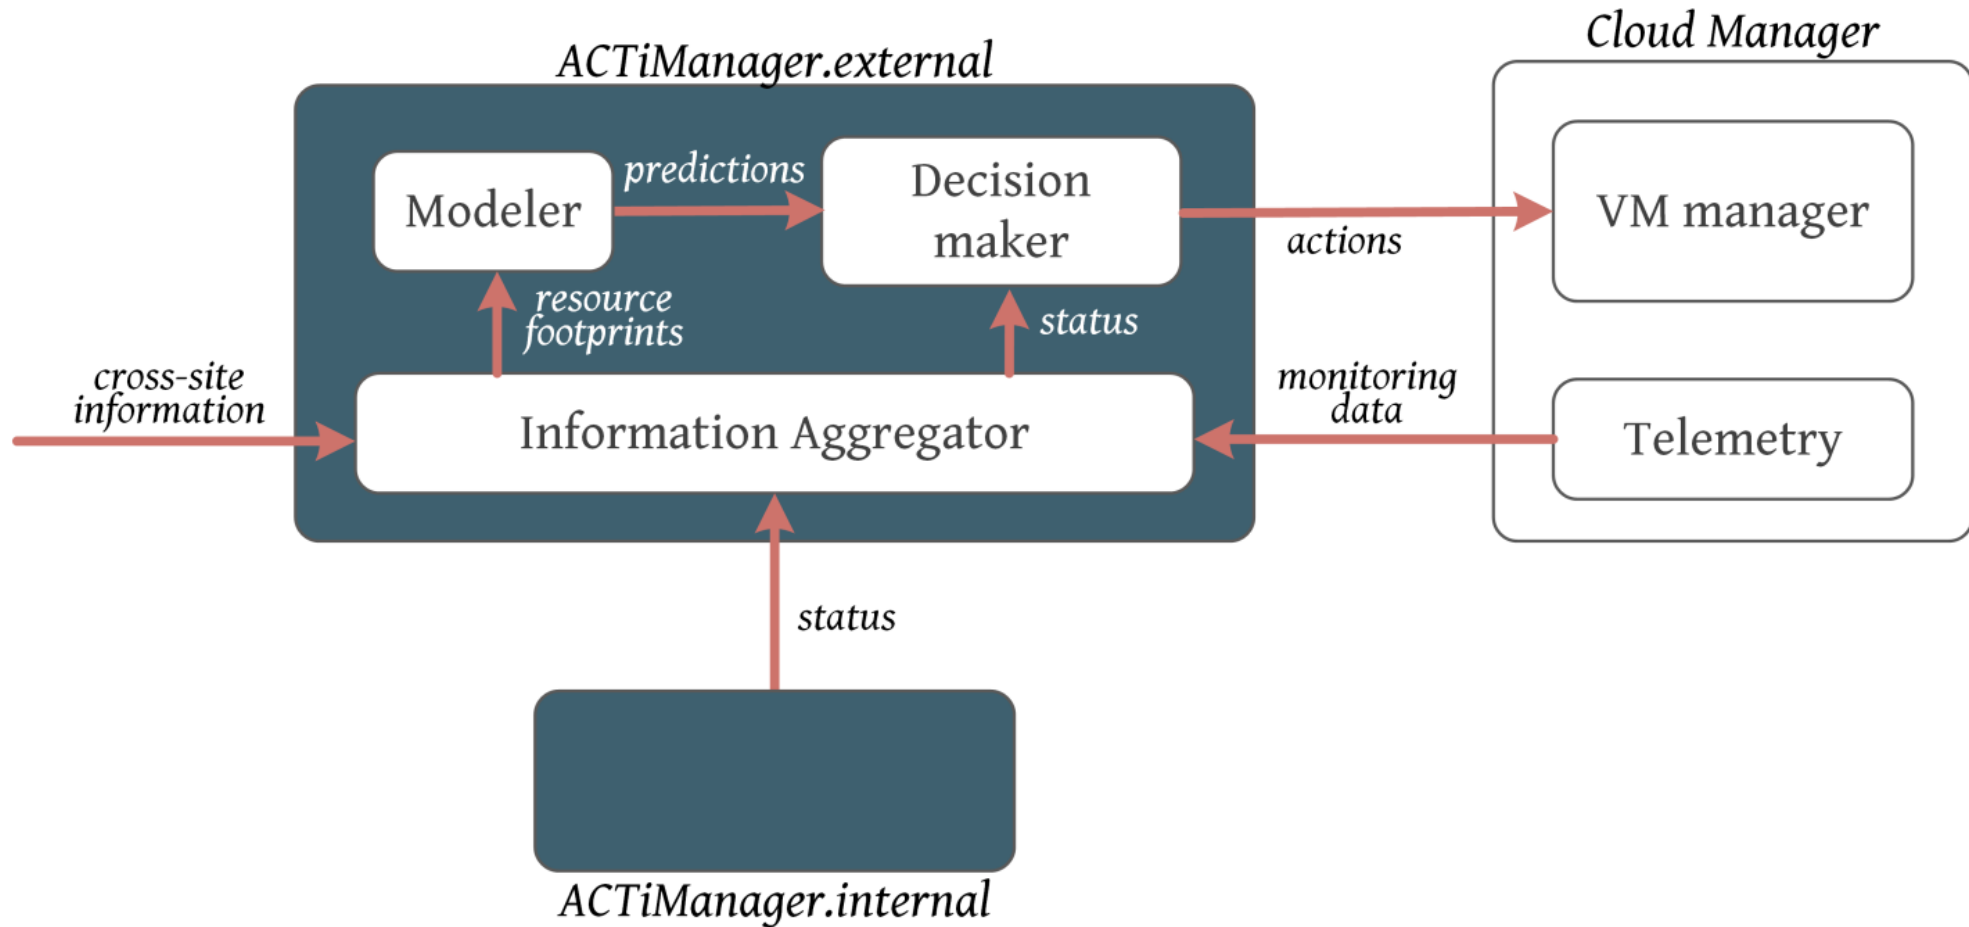 Cloud Manager
ACTiManager.external
Modeler
predictions
Decision
maker
actions
VM manager
resource
footprints
status
cross-site
information
Information Aggregator
monitoring
data
Telemetry
status
ACTiManager.internal